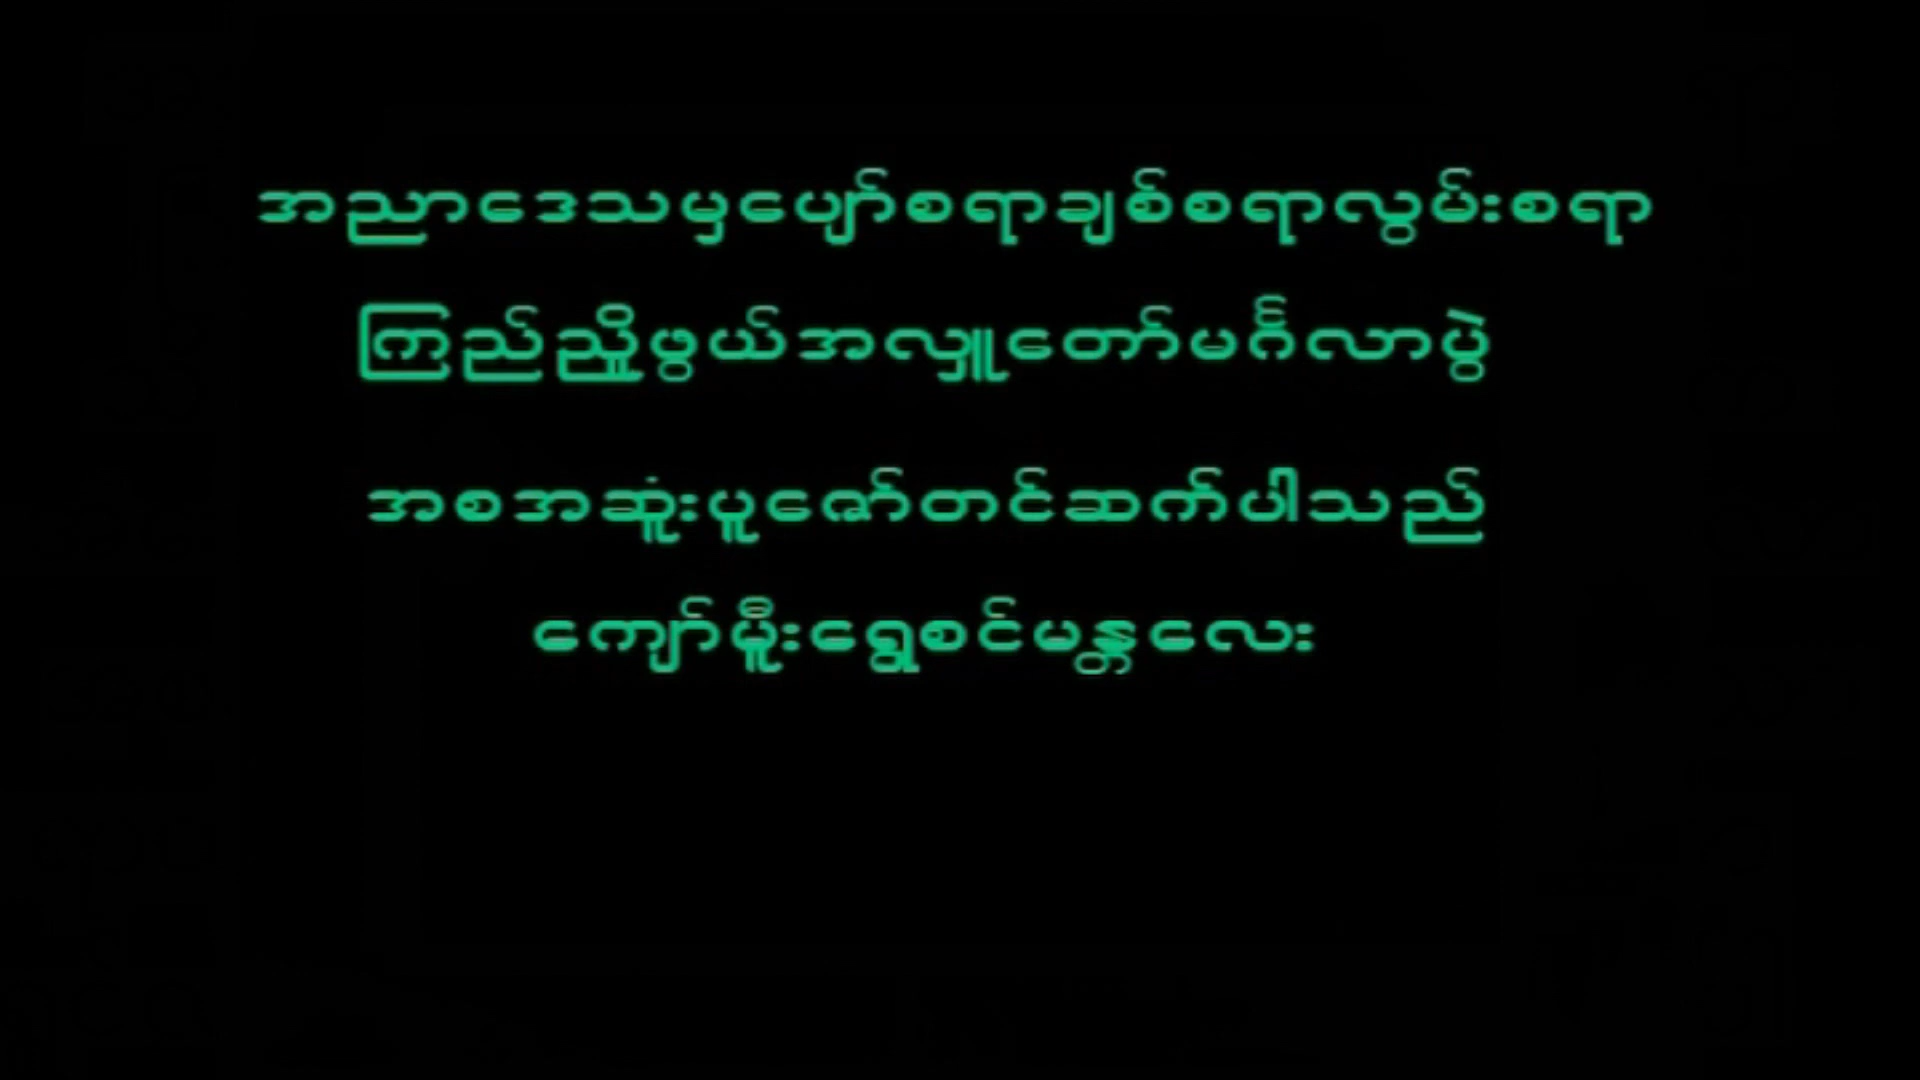 အညာဒေသမှပျော်စရာချစ်စရာလွမ်းစရာ
ကြည်ညှို့ဖွယ်အလှူတော်မင်္ဂလာပွဲ
အစအဆူံးပူဇော်တင်ဆက်ပါသည်
ကျော်မူီးရွှေစင်မန္တလေး